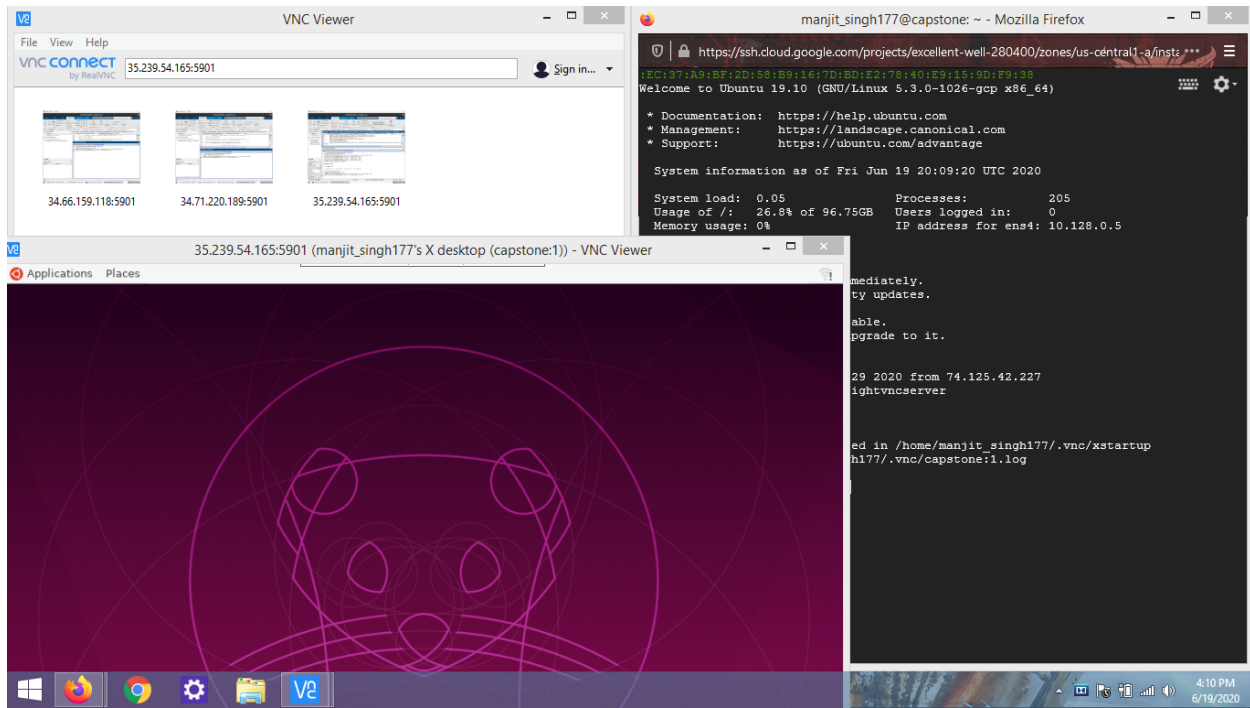 VNC Viewer
File View Help
VNC CONNECT
by RealVNC
35.239.54.165:5901
Sign in...
34.66.159.118:5901
34.71.220.189:5901
35.239.54.165:5901
manjit_singh177@capstone: ~ - Mozilla Firefox
https://ssh.cloud.google.com/projects/excellent-well-280400/zones/us-central1-a/insta
:EC:37:A9:BF:2D:58:B9:16:7D:BD:E2:78:40:E9:15:9D:F9:38
Welcome to Ubuntu 19.10 (GNU/Linux 5.3.0-1026-gcp x86_64)
* Documentation: https://help.ubuntu.com
* Management: https://landscape.canonical.com
* Support: https://ubuntu.com/advantage
System information as of Fri Jun 19 20:09:20 UTC 2020
System load: 0.05 Processes: 205
Usage of /: 26.8% of 96.75GB Users logged in: 0
Memory usage: 0% IP address for ens4: 10.128.0.5
mediately.
ty updates.
able.
pgrade to it.
29 2020 from 74.125.42.227
ightvncserver
ed in /home/manjit_singh177/.vnc/xstartup
h177/.vnc/capstone:1.log
35.239.54.165:5901 (manjit_singh177's X desktop (capstone:1)) - VNC Viewer
Applications Places
4:10 PM
6/19/2020